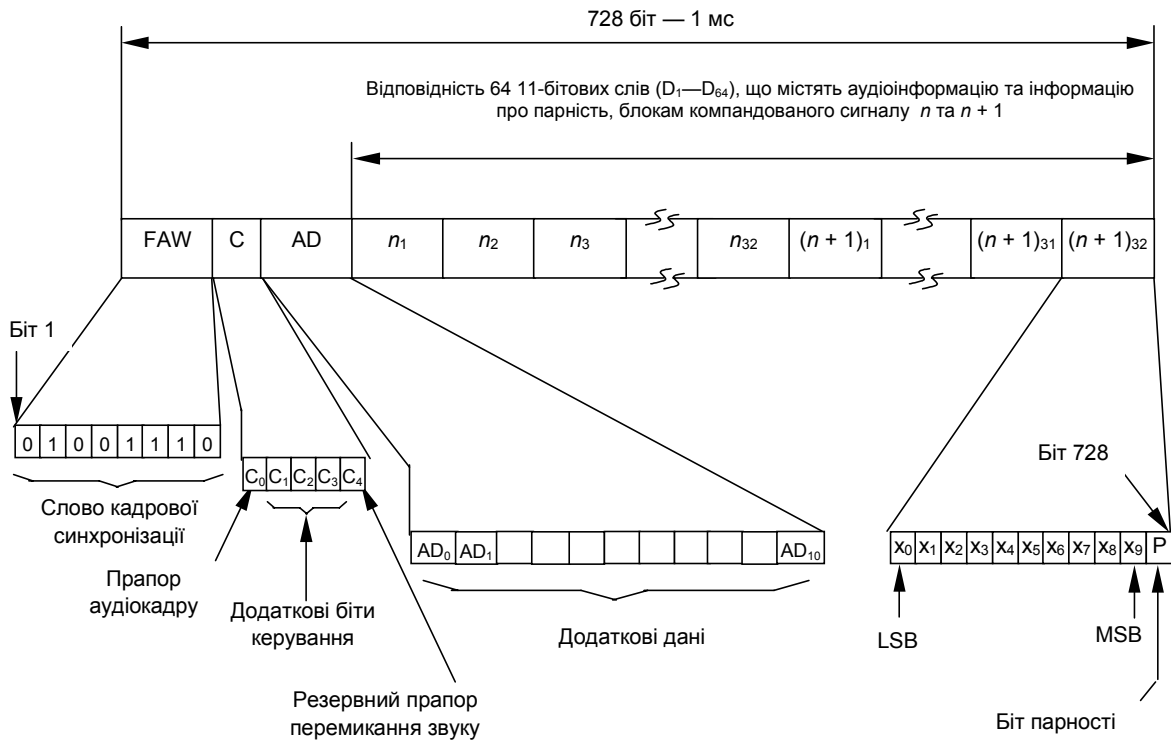 728 біт — 1 мс
Відповідність 64 11-бітових слів (D₁—D₆₄), що містять аудіоінформацію та інформацію
про парність, блокам компандованого сигналу n та n + 1
FAW C AD n₁ n₂ n₃ n₃₂ (n + 1)₁ (n + 1)₃₁ (n + 1)₃₂
Біт 1
0 1 0 0 1 1 1 0
Слово кадрової
синхронізації
C₀ C₁ C₂ C₃ C₄
Прапор
аудіокадру
Додаткові біти
керування
Резервний прапор
перемикання звуку
AD₀ AD₁ AD₁₀
Додаткові дані
Біт 728
x₀ x₁ x₂ x₃ x₄ x₅ x₆ x₇ x₈ x₉ P
LSB
MSB
Біт парності